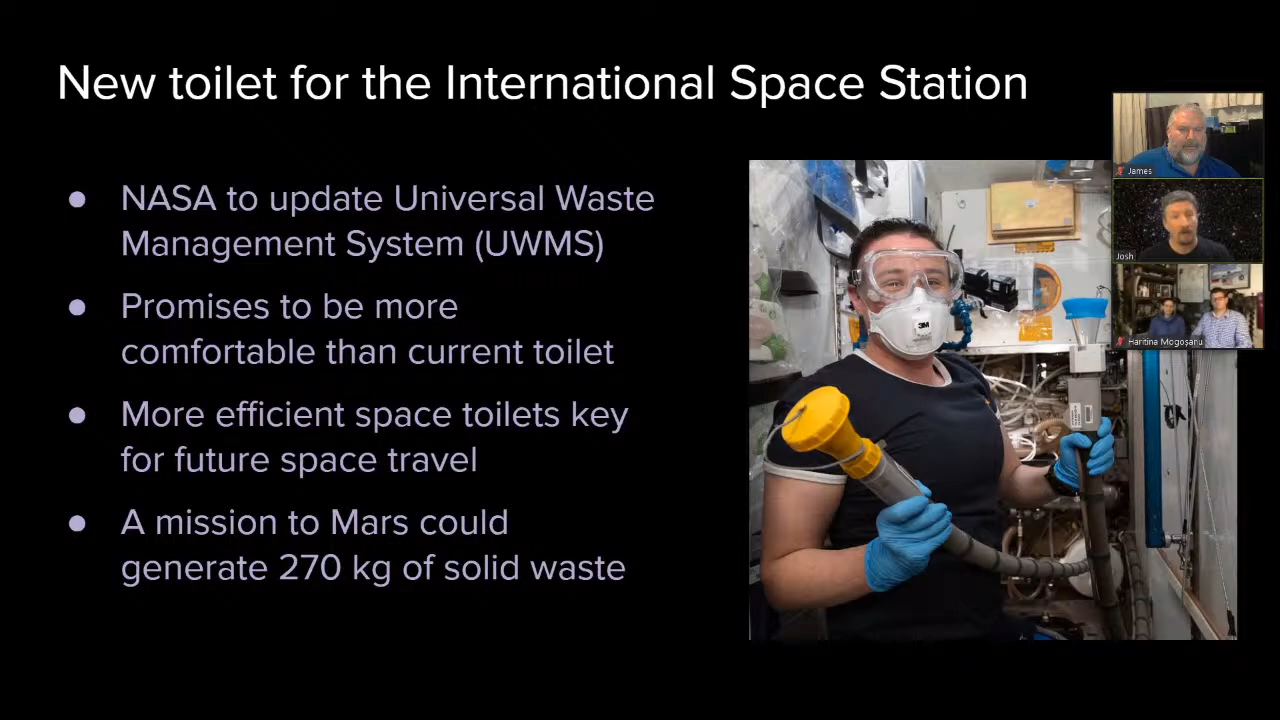 New toilet for the International Space Station
● NASA to update Universal Waste
Management System (UWMS)
● Promises to be more
comfortable than current toilet
● More efficient space toilets key
for future space travel
● A mission to Mars could
generate 270 kg of solid waste
James
Josh
Haritina Mogoșanu
3M